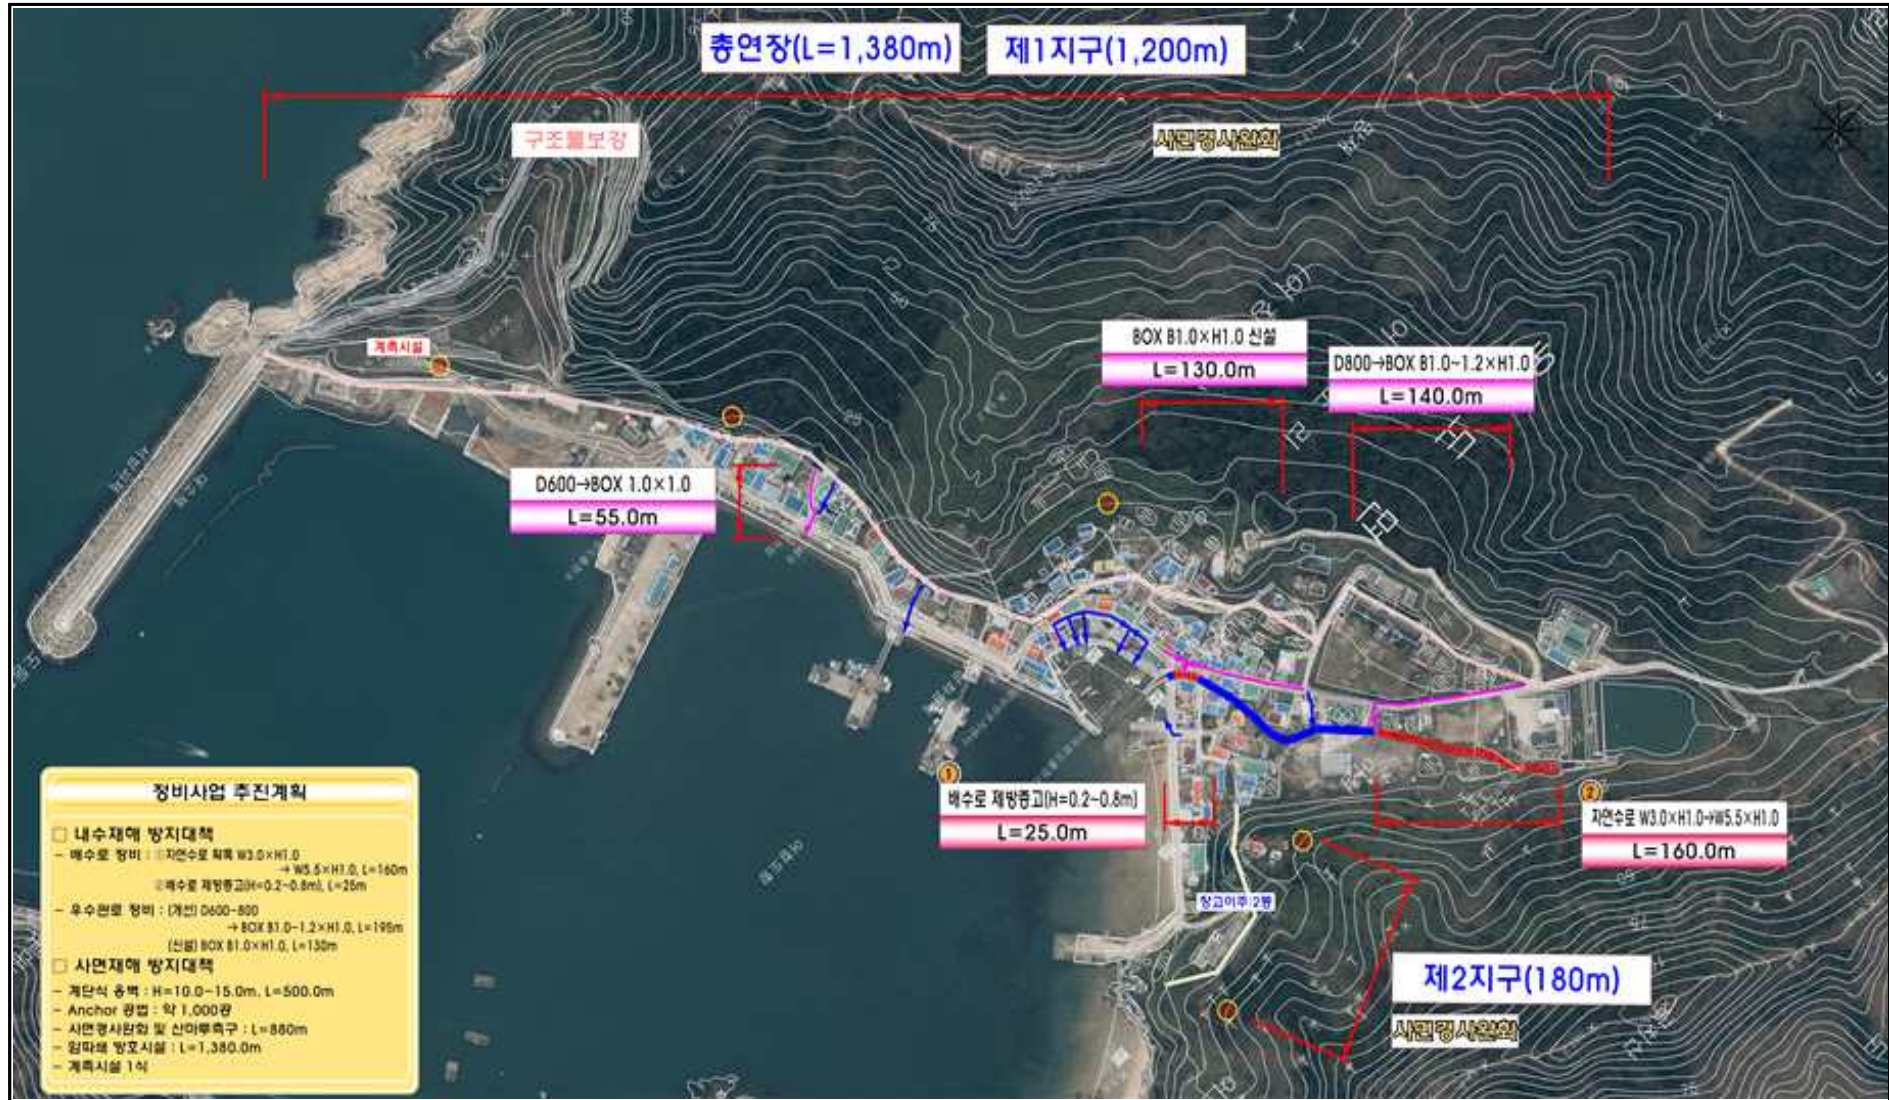 총연장(L=1,380m) 제1지구(1,200m)
구조물보강
사면경사완화
계측시설
BOX B1.0×H1.0 신설
L=130.0m
D800→BOX B1.0~1.2×H1.0
L=140.0m
D600→BOX 1.0×1.0
L=55.0m
①
배수로 제방증고(H=0.2~0.8m)
L=25.0m
②
자연수로 W3.0×H1.0→W5.5×H1.0
L=160.0m
창고이주 2동
제2지구(180m)
사면경사완화
정비사업 추진계획
□ 내수재해 방지대책
- 배수로 정비 : ①자연수로 확폭 W3.0×H1.0
→ W5.5×H1.0, L=160m
②배수로 제방증고(H=0.2~0.8m), L=25m
- 우수관로 정비 : (개선) D600~800
→ BOX B1.0~1.2×H1.0, L=195m
(신설) BOX B1.0×H1.0, L=130m
□ 사면재해 방지대책
- 계단식 옹벽 : H=10.0~15.0m, L=500.0m
- Anchor 공법 : 약 1,000공
- 사면경사완화 및 산마루측구 : L=880m
- 암파쇄 방호시설 : L=1,380.0m
- 계측시설 1식